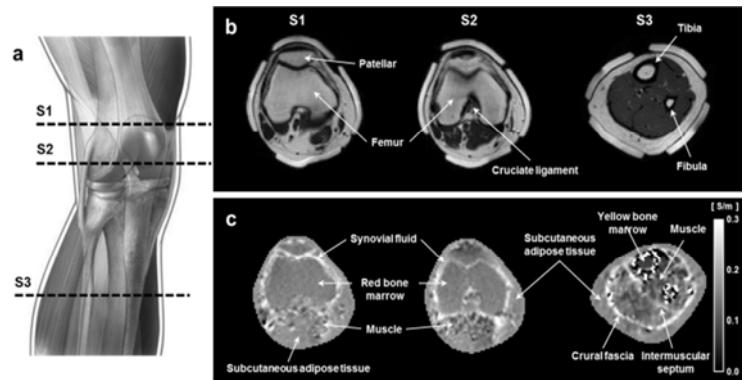 a
S1
S2
S3
b
S1
S2
S3
Patellar
Femur
Cruciate ligament
Tibia
Fibula
c
[ S/m ]
0.3
0.2
0.1
0.0
Synovial fluid
Red bone
marrow
Muscle
Subcutaneous adipose tissue
Subcutaneous
adipose tissue
Yellow bone
marrow
Muscle
Crural fascia
Intermuscular
septum